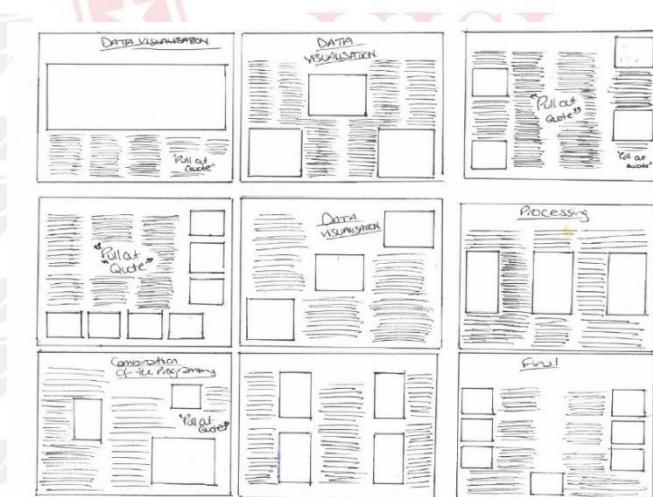 DATA VISUALISATION
"Pull out
Quote"
DATA
VISUALISATION
"Pull out
Quote"
"Pull out
Quote"
"Pull out
Quote"
DATA
VISUALISATION
Processing
Combination
Of the Programming
"Pull out
Quote"
Final